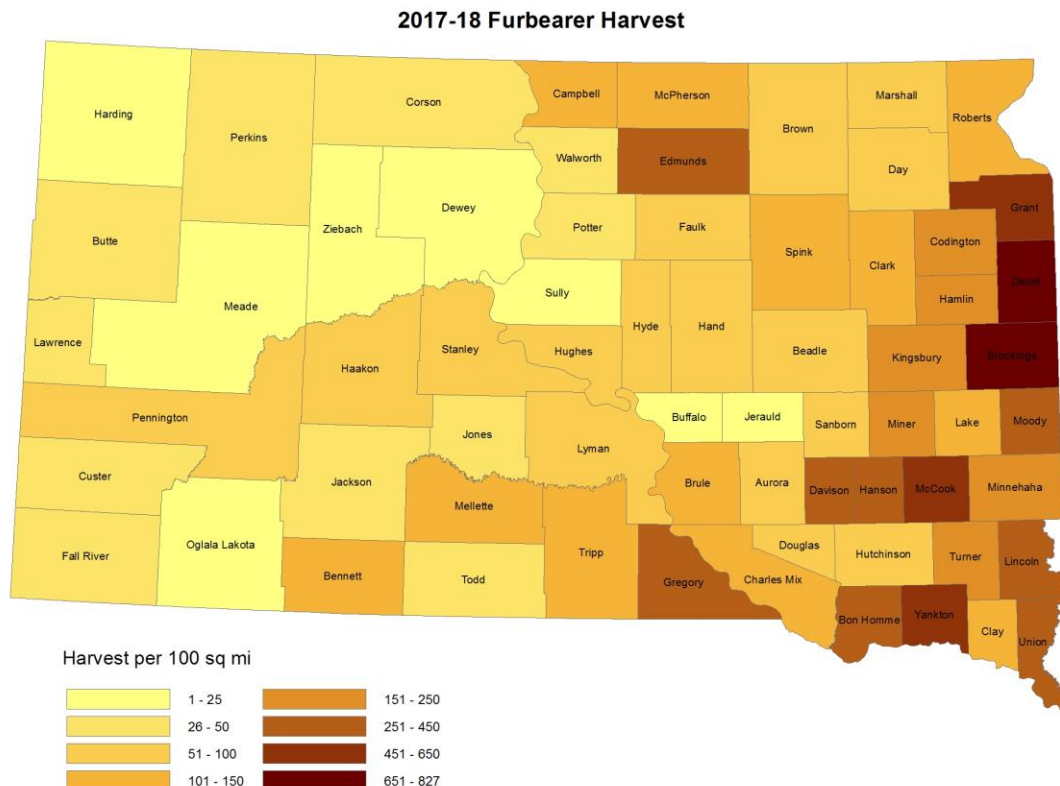 2017-18 Furbearer Harvest
Harding
Perkins
Corson
Campbell
McPherson
Brown
Marshall
Roberts
Walworth
Edmunds
Day
Grant
Butte
Ziebach
Dewey
Potter
Faulk
Spink
Clark
Codington
Deuel
Meade
Sully
Hyde
Hand
Hamlin
Lawrence
Haakon
Stanley
Hughes
Beadle
Kingsbury
Brookings
Pennington
Jones
Lyman
Buffalo
Jerauld
Sanborn
Miner
Lake
Moody
Custer
Jackson
Mellette
Brule
Aurora
Davison
Hanson
McCook
Minnehaha
Fall River
Oglala Lakota
Bennett
Todd
Tripp
Gregory
Charles Mix
Douglas
Hutchinson
Turner
Lincoln
Bon Homme
Yankton
Clay
Union
Harvest per 100 sq mi
1 - 25
26 - 50
51 - 100
101 - 150
151 - 250
251 - 450
451 - 650
651 - 827